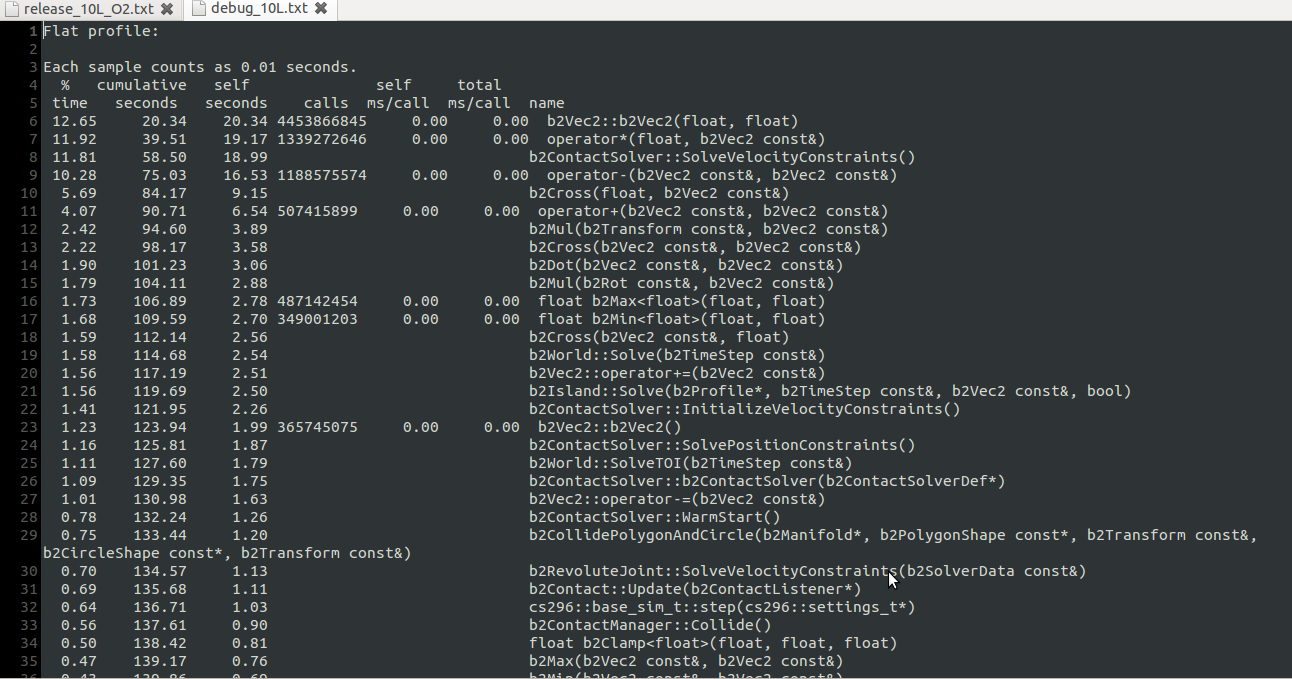 release_10L_O2.txt debug_10L.txt
1 Flat profile:
2
3 Each sample counts as 0.01 seconds.
4 % cumulative self self total
5 time seconds seconds calls ms/call ms/call name
6 12.65 20.34 20.34 4453866845 0.00 0.00 b2Vec2::b2Vec2(float, float)
7 11.92 39.51 19.17 1339272646 0.00 0.00 operator*(float, b2Vec2 const&)
8 11.81 58.50 18.99 b2ContactSolver::SolveVelocityConstraints()
9 10.28 75.03 16.53 1188575574 0.00 0.00 operator-(b2Vec2 const&, b2Vec2 const&)
10 5.69 84.17 9.15 b2Cross(float, b2Vec2 const&)
11 4.07 90.71 6.54 507415899 0.00 0.00 operator+(b2Vec2 const&, b2Vec2 const&)
12 2.42 94.60 3.89 b2Mul(b2Transform const&, b2Vec2 const&)
13 2.22 98.17 3.58 b2Cross(b2Vec2 const&, b2Vec2 const&)
14 1.90 101.23 3.06 b2Dot(b2Vec2 const&, b2Vec2 const&)
15 1.79 104.11 2.88 b2Mul(b2Rot const&, b2Vec2 const&)
16 1.73 106.89 2.78 487142454 0.00 0.00 float b2Max<float>(float, float)
17 1.68 109.59 2.70 349001203 0.00 0.00 float b2Min<float>(float, float)
18 1.59 112.14 2.56 b2Cross(b2Vec2 const&, float)
19 1.58 114.68 2.54 b2World::Solve(b2TimeStep const&)
20 1.56 117.19 2.51 b2Vec2::operator+=(b2Vec2 const&)
21 1.56 119.69 2.50 b2Island::Solve(b2Profile*, b2TimeStep const&, b2Vec2 const&, bool)
22 1.41 121.95 2.26 b2ContactSolver::InitializeVelocityConstraints()
23 1.23 123.94 1.99 365745075 0.00 0.00 b2Vec2::b2Vec2()
24 1.16 125.81 1.87 b2ContactSolver::SolvePositionConstraints()
25 1.11 127.60 1.79 b2World::SolveTOI(b2TimeStep const&)
26 1.09 129.35 1.75 b2ContactSolver::b2ContactSolver(b2ContactSolverDef*)
27 1.01 130.98 1.63 b2Vec2::operator-=(b2Vec2 const&)
28 0.78 132.24 1.26 b2ContactSolver::WarmStart()
29 0.75 133.44 1.20 b2CollidePolygonAndCircle(b2Manifold*, b2PolygonShape const*, b2Transform const&,
b2CircleShape const*, b2Transform const&)
30 0.70 134.57 1.13 b2RevoluteJoint::SolveVelocityConstraints(b2SolverData const&)
31 0.69 135.68 1.11 b2Contact::Update(b2ContactListener*)
32 0.64 136.71 1.03 cs296::base_sim_t::step(cs296::settings_t*)
33 0.56 137.61 0.90 b2ContactManager::Collide()
34 0.50 138.42 0.81 float b2Clamp<float>(float, float, float)
35 0.47 139.17 0.76 b2Max(b2Vec2 const&, b2Vec2 const&)